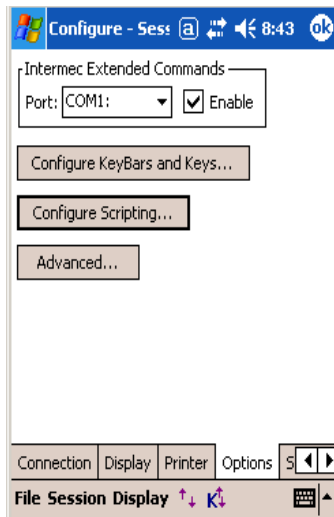 Configure - Ses: a 8:43 ok
Intermec Extended Commands
Port: COM1: Enable
Configure KeyBars and Keys...
Configure Scripting...
Advanced...
Connection Display Printer Options S
File Session Display K